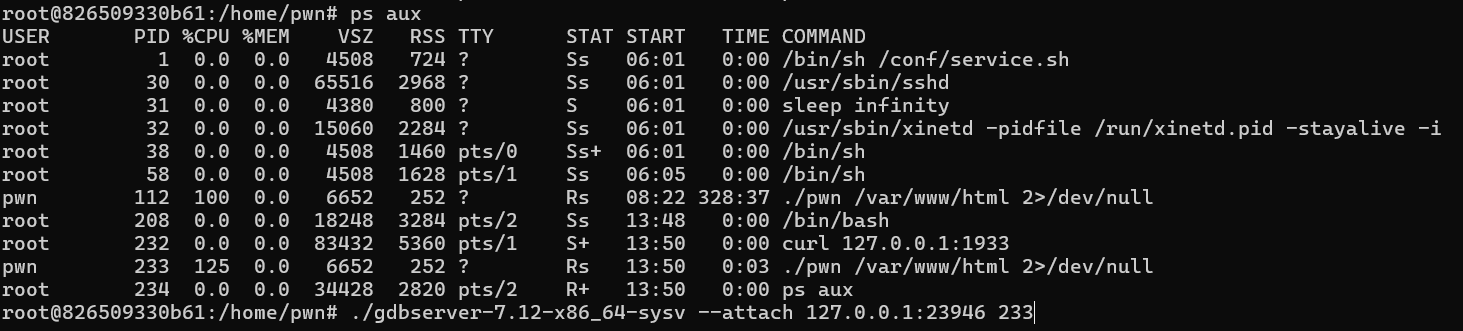 root@826509330b61:/home/pwn# ps aux
USER       PID %CPU %MEM    VSZ   RSS TTY      STAT START   TIME COMMAND
root         1  0.0  0.0   4508   724 ?        Ss   06:01   0:00 /bin/sh /conf/service.sh
root        30  0.0  0.0  65516  2968 ?        Ss   06:01   0:00 /usr/sbin/sshd
root        31  0.0  0.0   4380   800 ?        S    06:01   0:00 sleep infinity
root        32  0.0  0.0  15060  2284 ?        Ss   06:01   0:00 /usr/sbin/xinetd -pidfile /run/xinetd.pid -stayalive -i
root        38  0.0  0.0   4508  1460 pts/0    Ss+  06:01   0:00 /bin/sh
root        58  0.0  0.0   4508  1628 pts/1    Ss   06:05   0:00 /bin/sh
pwn        112  100  0.0   6652   252 ?        Rs   08:22 328:37 ./pwn /var/www/html 2>/dev/null
root       208  0.0  0.0  18248  3284 pts/2    Ss   13:48   0:00 /bin/bash
root       232  0.0  0.0  83432  5360 pts/1    S+   13:50   0:00 curl 127.0.0.1:1933
pwn        233  125  0.0   6652   252 ?        Rs   13:50   0:03 ./pwn /var/www/html 2>/dev/null
root       234  0.0  0.0  34428  2820 pts/2    R+   13:50   0:00 ps aux
root@826509330b61:/home/pwn# ./gdbserver-7.12-x86_64-sysv --attach 127.0.0.1:23946 233